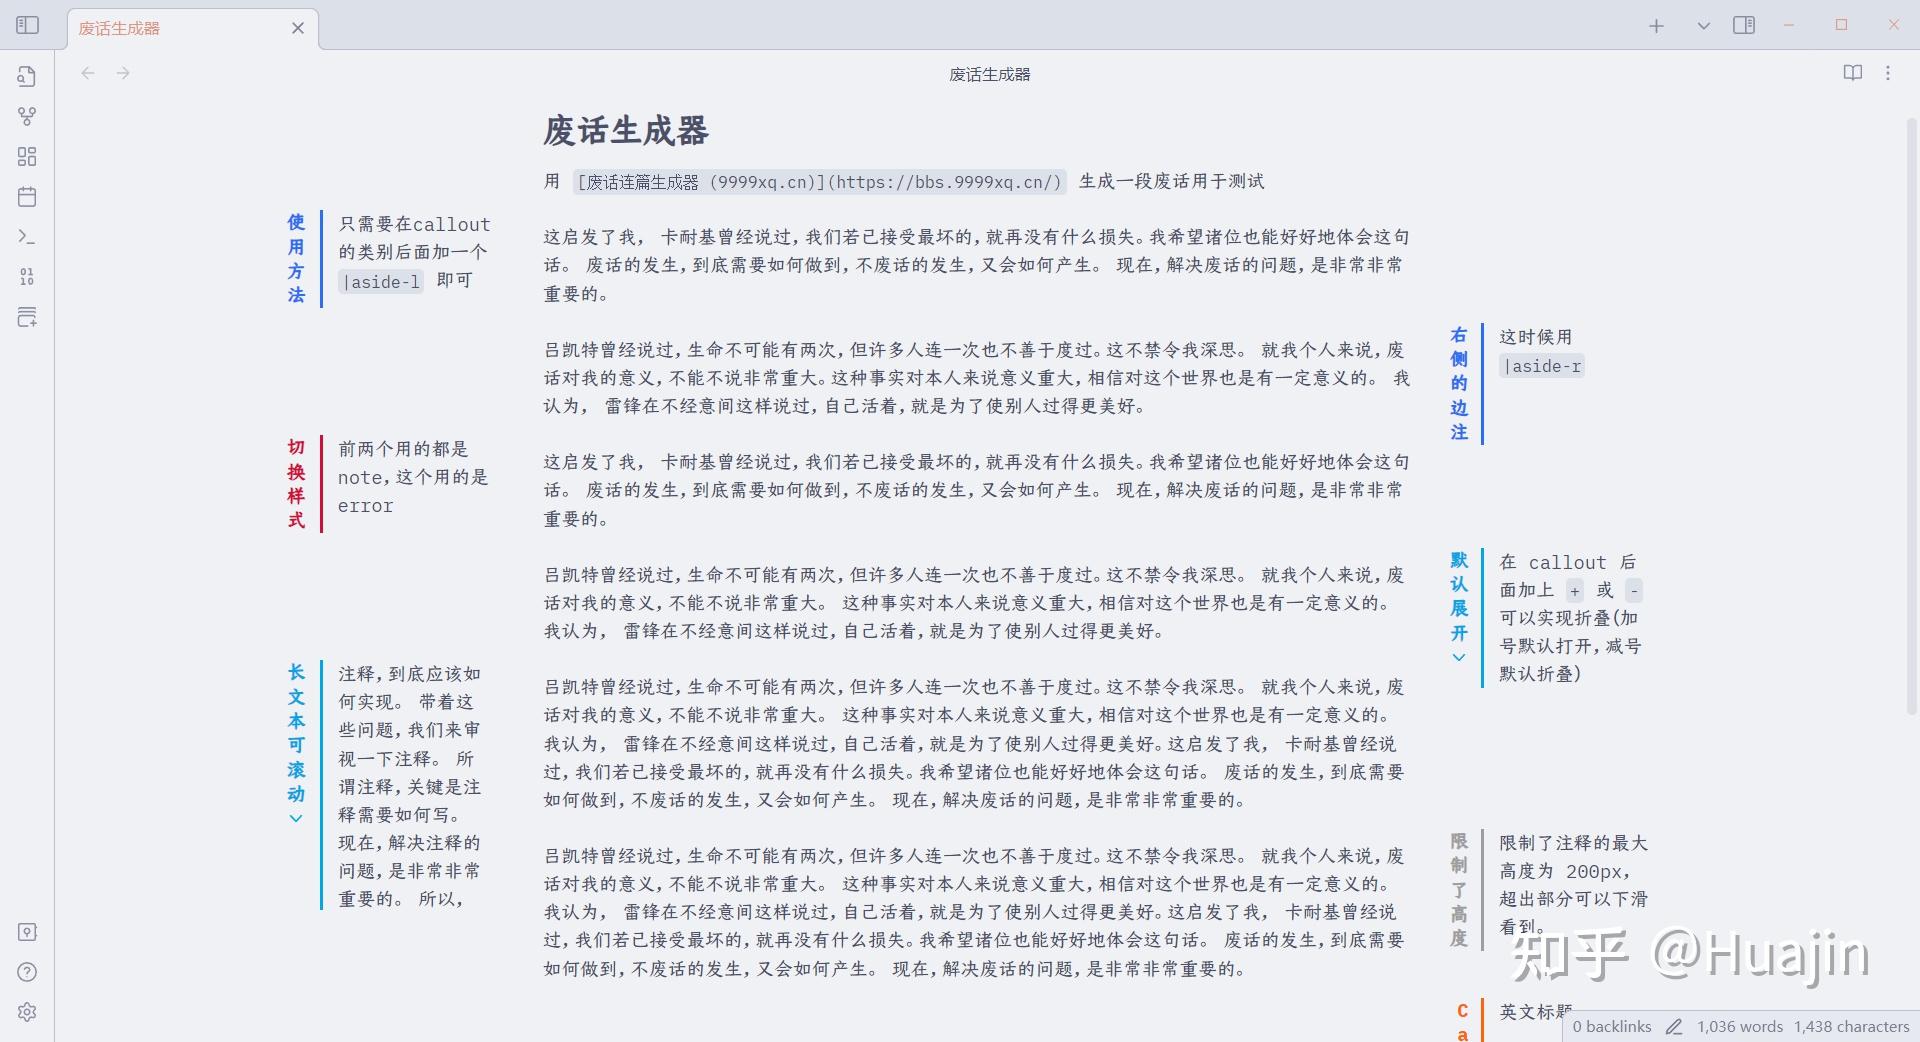 废话生成器
废话生成器
废话生成器
用 [废话连篇生成器 (9999xq.cn)](https://bbs.9999xq.cn/) 生成一段废话用于测试
使用方法
只需要在callout
的类别后面加一个
|aside-l 即可
这启发了我， 卡耐基曾经说过，我们若已接受最坏的，就再没有什么损失。我希望诸位也能好好地体会这句
话。 废话的发生，到底需要如何做到，不废话的发生，又会如何产生。 现在，解决废话的问题，是非常非常
重要的。
吕凯特曾经说过，生命不可能有两次，但许多人连一次也不善于度过。这不禁令我深思。 就我个人来说，废
话对我的意义，不能不说非常重大。这种事实对本人来说意义重大，相信对这个世界也是有一定意义的。 我
认为， 雷锋在不经意间这样说过，自己活着，就是为了使别人过得更美好。
右侧的边注
这时候用
|aside-r
切换样式
前两个用的都是
note，这个用的是
error
这启发了我， 卡耐基曾经说过，我们若已接受最坏的，就再没有什么损失。我希望诸位也能好好地体会这句
话。 废话的发生，到底需要如何做到，不废话的发生，又会如何产生。 现在，解决废话的问题，是非常非常
重要的。
吕凯特曾经说过，生命不可能有两次，但许多人连一次也不善于度过。这不禁令我深思。 就我个人来说，废
话对我的意义，不能不说非常重大。 这种事实对本人来说意义重大，相信对这个世界也是有一定意义的。
我认为， 雷锋在不经意间这样说过，自己活着，就是为了使别人过得更美好。
默认展开
在 callout 后
面加上 + 或 -
可以实现折叠(加
号默认打开，减号
默认折叠)
长文本可滚动
注释，到底应该如
何实现。 带着这
些问题，我们来审
视一下注释。 所
谓注释，关键是注
释需要如何写。
现在，解决注释的
问题，是非常非常
重要的。 所以，
吕凯特曾经说过，生命不可能有两次，但许多人连一次也不善于度过。这不禁令我深思。 就我个人来说，废
话对我的意义，不能不说非常重大。 这种事实对本人来说意义重大，相信对这个世界也是有一定意义的。
我认为， 雷锋在不经意间这样说过，自己活着，就是为了使别人过得更美好。这启发了我， 卡耐基曾经说
过，我们若已接受最坏的，就再没有什么损失。我希望诸位也能好好地体会这句话。 废话的发生，到底需要
如何做到，不废话的发生，又会如何产生。 现在，解决废话的问题，是非常非常重要的。
吕凯特曾经说过，生命不可能有两次，但许多人连一次也不善于度过。这不禁令我深思。 就我个人来说，废
话对我的意义，不能不说非常重大。 这种事实对本人来说意义重大，相信对这个世界也是有一定意义的。
我认为， 雷锋在不经意间这样说过，自己活着，就是为了使别人过得更美好。这启发了我， 卡耐基曾经说
过，我们若已接受最坏的，就再没有什么损失。我希望诸位也能好好地体会这句话。 废话的发生，到底需要
如何做到，不废话的发生，又会如何产生。 现在，解决废话的问题，是非常非常重要的。
限制了高度
限制了注释的最大
高度为 200px，
超出部分可以下滑
看到。
知乎 @Huajin
Ca
英文标题
0 backlinks 1,036 words 1,438 characters